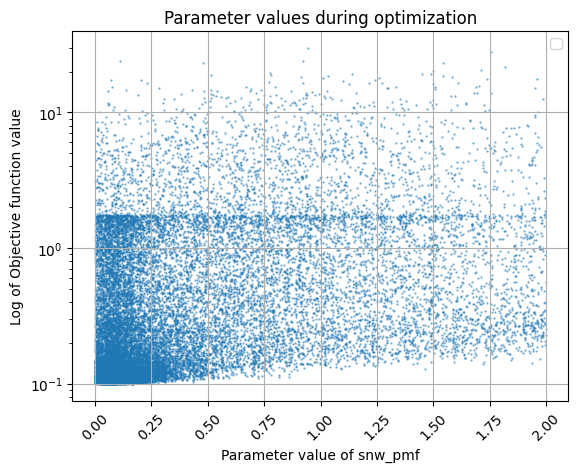 Parameter values during optimization
Log of Objective function value
10¹
10⁰
10⁻¹
0.00 0.25 0.50 0.75 1.00 1.25 1.50 1.75 2.00
Parameter value of snw_pmf